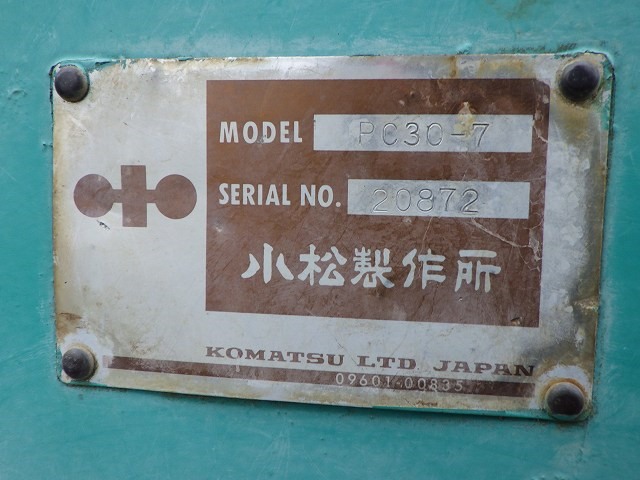 MODEL PC30-7
SERIAL NO. 20872
小松製作所
KOMATSU LTD. JAPAN
09601-00835